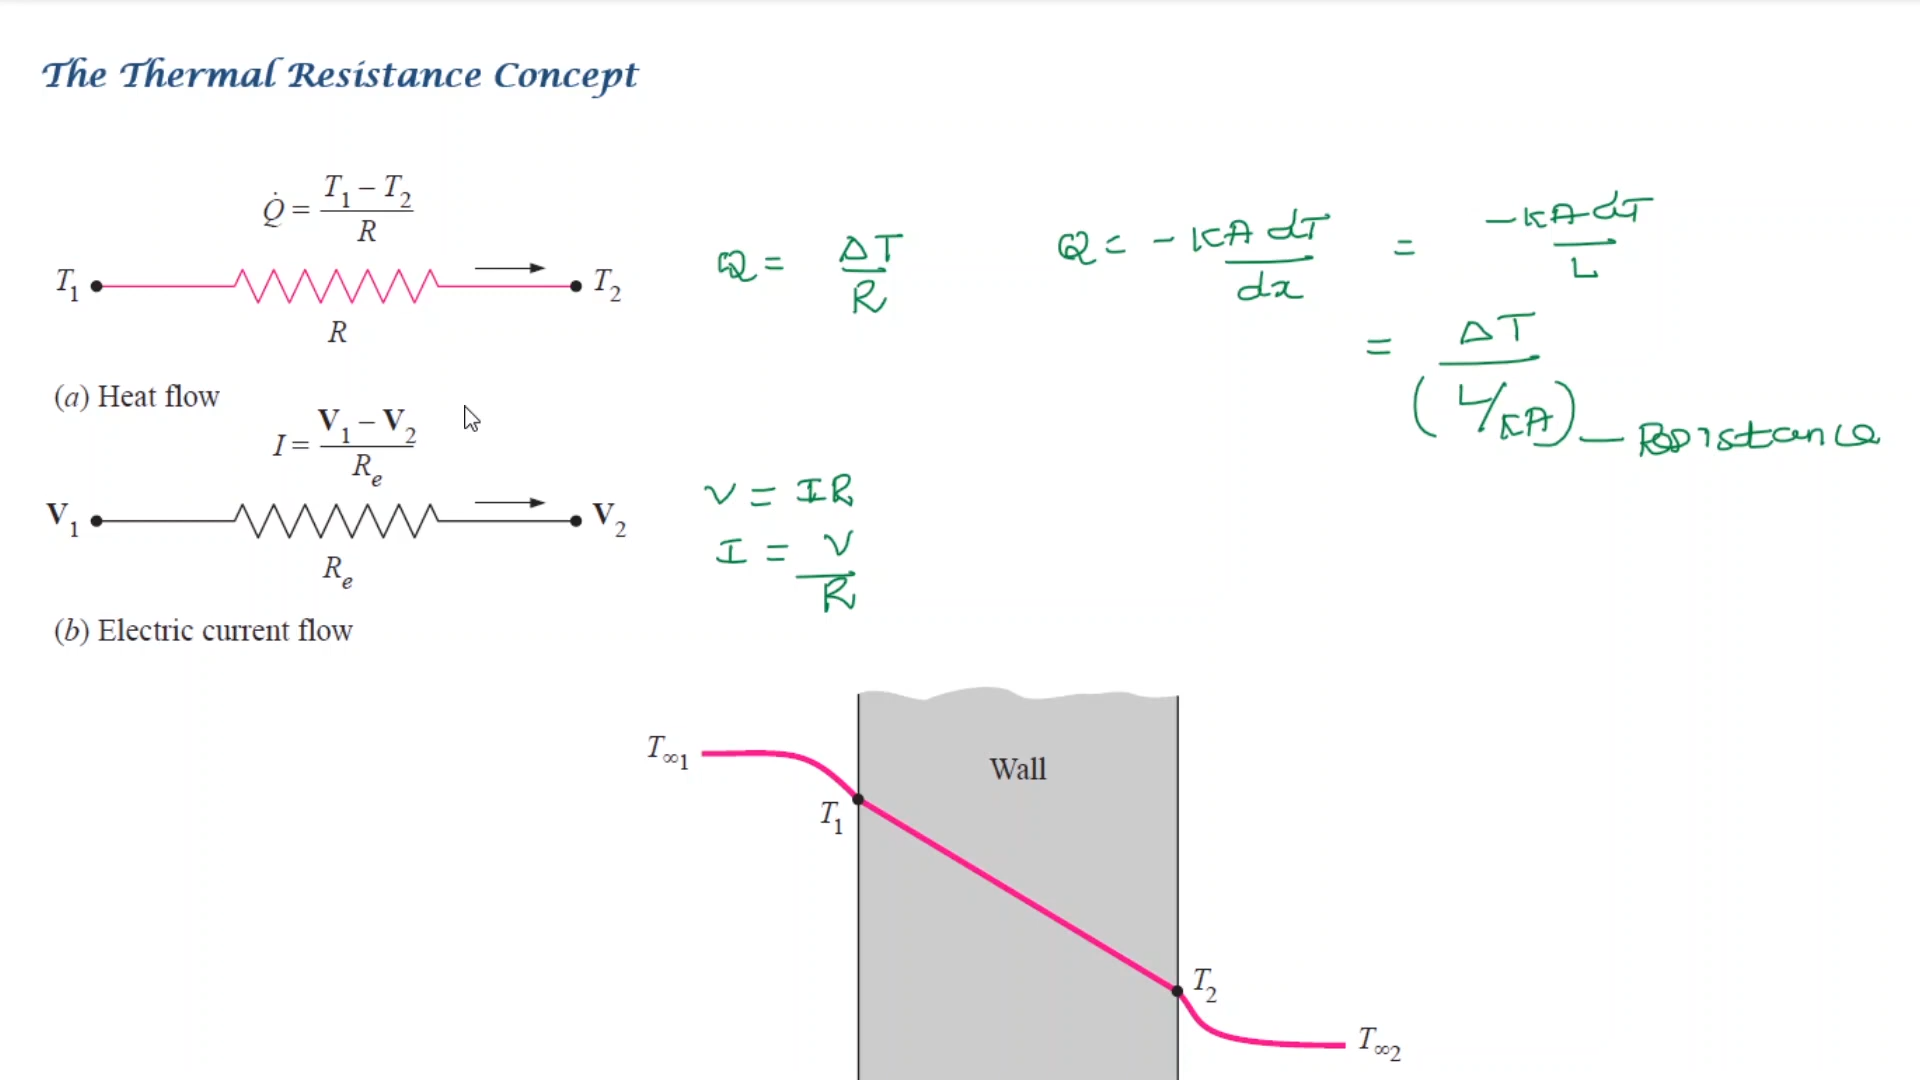 The Thermal Resistance Concept
Q̇ = (T₁ – T₂)/R
T₁
T₂
R
(a) Heat flow
I = (V₁ – V₂)/Rₑ
V₁
V₂
Rₑ
(b) Electric current flow
Q = ΔT/R
Q = -KA dT/dx = -KA dT/L
= ΔT/(L/KA) — Resistance
V = IR
I = V/R
Wall
T∞1
T₁
T₂
T∞2